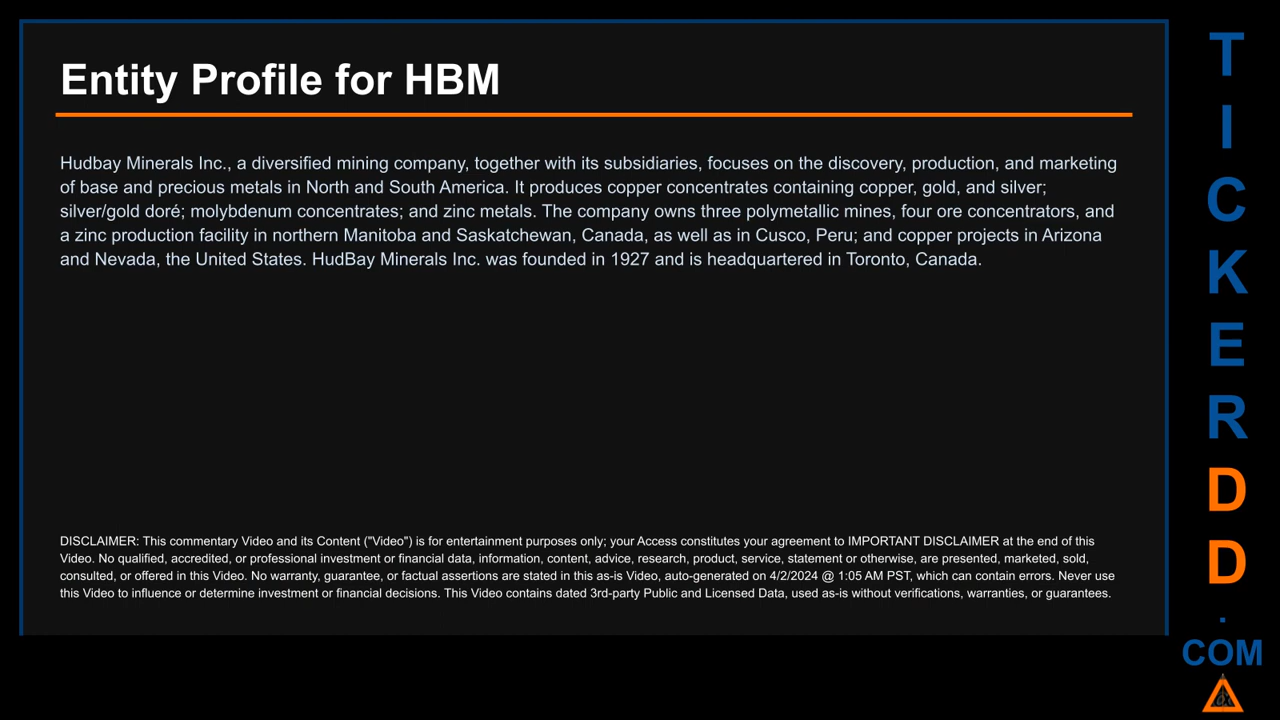 Entity Profile for HBM
Hudbay Minerals Inc., a diversified mining company, together with its subsidiaries, focuses on the discovery, production, and marketing
of base and precious metals in North and South America. It produces copper concentrates containing copper, gold, and silver;
silver/gold doré; molybdenum concentrates; and zinc metals. The company owns three polymetallic mines, four ore concentrators, and
a zinc production facility in northern Manitoba and Saskatchewan, Canada, as well as in Cusco, Peru; and copper projects in Arizona
and Nevada, the United States. HudBay Minerals Inc. was founded in 1927 and is headquartered in Toronto, Canada.
DISCLAIMER: This commentary Video and its Content ("Video") is for entertainment purposes only; your Access constitutes your agreement to IMPORTANT DISCLAIMER at the end of this
Video. No qualified, accredited, or professional investment or financial data, information, content, advice, research, product, service, statement or otherwise, are presented, marketed, sold,
consulted, or offered in this Video. No warranty, guarantee, or factual assertions are stated in this as-is Video, auto-generated on 4/2/2024 @ 1:05 AM PST, which can contain errors. Never use
this Video to influence or determine investment or financial decisions. This Video contains dated 3rd-party Public and Licensed Data, used as-is without verifications, warranties, or guarantees.
T
I
C
K
E
R
D
D
.
COM